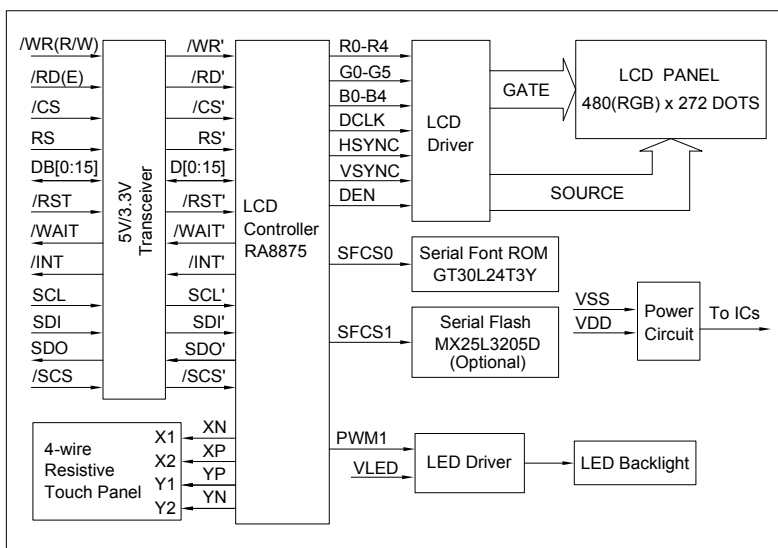 /WR(R/W)
/RD(E)
/CS
RS
DB[0:15]
/RST
/WAIT
/INT
SCL
SDI
SDO
/SCS
5V/3.3V
Transceiver
/WR'
/RD'
/CS'
RS'
D[0:15]
/RST'
/WAIT'
/INT'
SCL'
SDI'
SDO'
/SCS'
LCD
Controller
RA8875
R0-R4
G0-G5
B0-B4
DCLK
HSYNC
VSYNC
DEN
LCD
Driver
GATE
SOURCE
LCD PANEL
480(RGB) x 272 DOTS
SFCS0
Serial Font ROM
GT30L24T3Y
SFCS1
Serial Flash
MX25L3205D
(Optional)
VSS
VDD
Power
Circuit
To ICs
4-wire
Resistive
Touch Panel
X1
X2
Y1
Y2
XN
XP
YP
YN
PWM1
VLED
LED Driver
LED Backlight